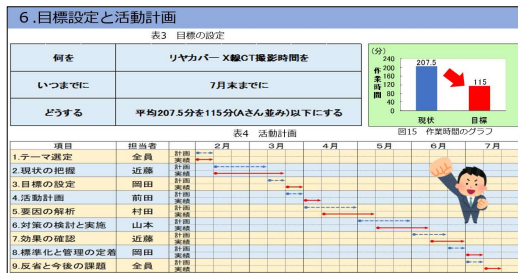 6.目標設定と活動計画
表3 目標の設定
何を リヤカバー X線CT撮影時間を
いつまでに 7月末までに
どうする 平均207.5分を115分(Aさん並み)以下にする
(分)
作業時間
240
200
160
120
80
40
0
207.5
115
現状 目標
図15 作業時間のグラフ
表4 活動計画
項目 担当者 2月 3月 4月 5月 6月 7月
1.テーマ選定 全員 計画 実績
2.現状の把握 近藤 計画 実績
3.目標の設定 岡田 計画 実績
4.活動計画 前田 計画 実績
5.要因の解析 村田 計画 実績
6.対策の検討と実施 山本 計画 実績
7.効果の確認 近藤 計画 実績
8.標準化と管理の定着 岡田 計画 実績
9.反省と今後の課題 全員 計画 実績